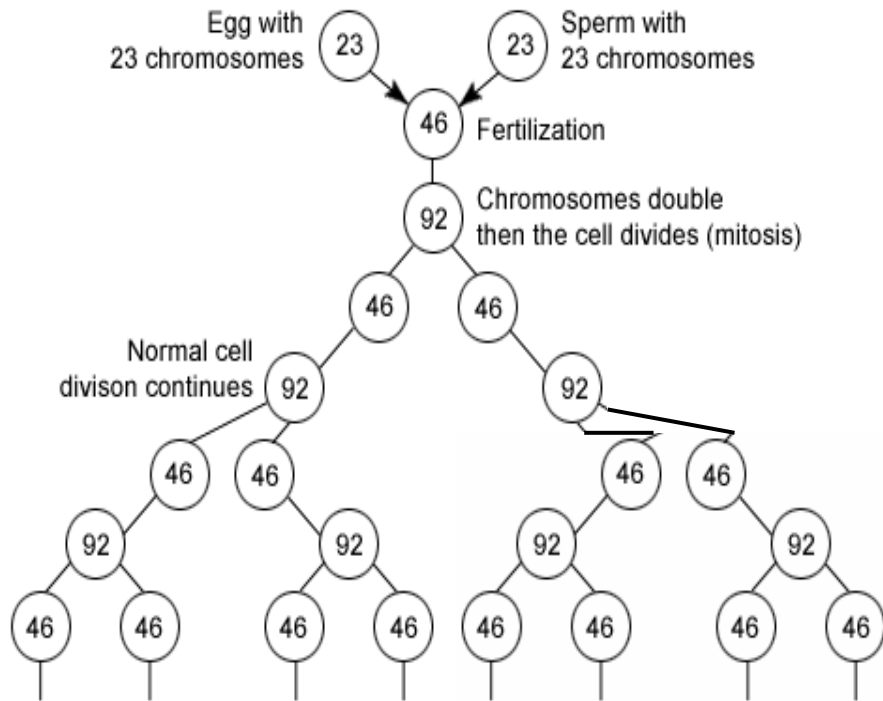 Egg with
23 chromosomes
23
23
Sperm with
23 chromosomes
46
Fertilization
92
Chromosomes double
then the cell divides (mitosis)
46
46
Normal cell
divison continues
92
92
46
46
46
46
92
92
92
92
46
46
46
46
46
46
46
46